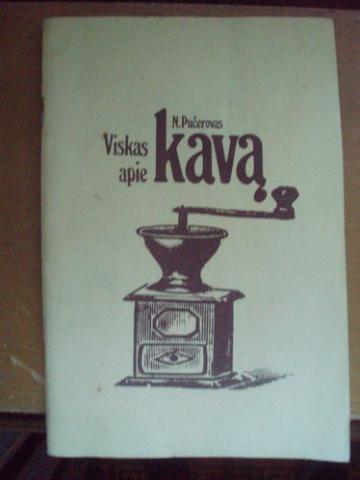 N. Pučerovas
Viskas
apie kavą